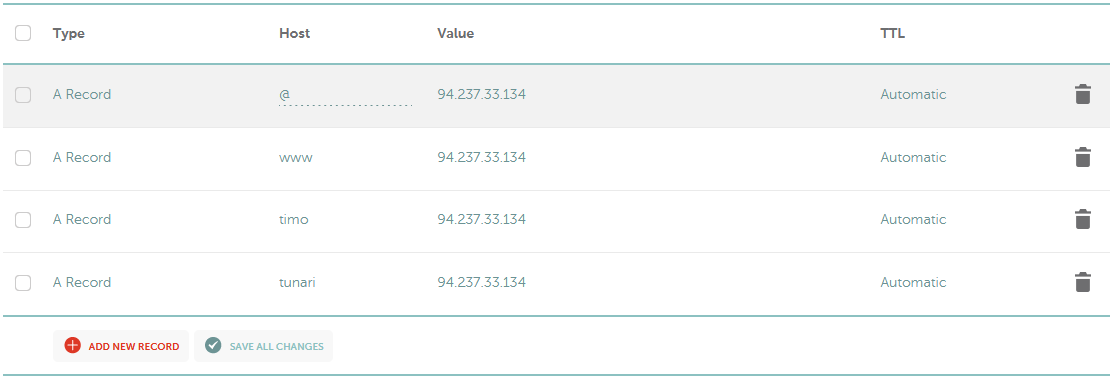 Type Host Value TTL
A Record @ 94.237.33.134 Automatic
A Record www 94.237.33.134 Automatic
A Record timo 94.237.33.134 Automatic
A Record tunari 94.237.33.134 Automatic
ADD NEW RECORD SAVE ALL CHANGES